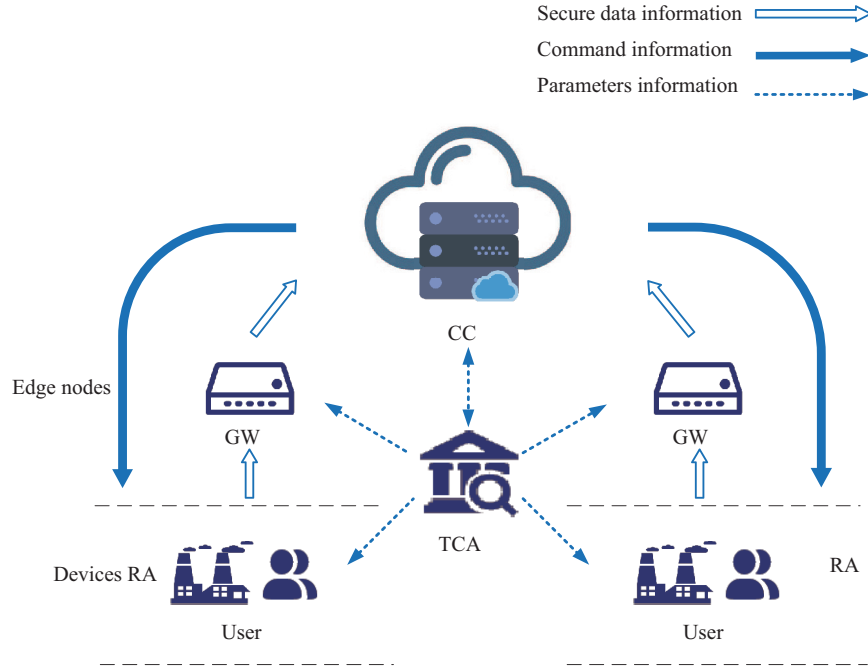 Secure data information
Command information
Parameters information
CC
Edge nodes
GW
GW
TCA
Devices RA
RA
User
User